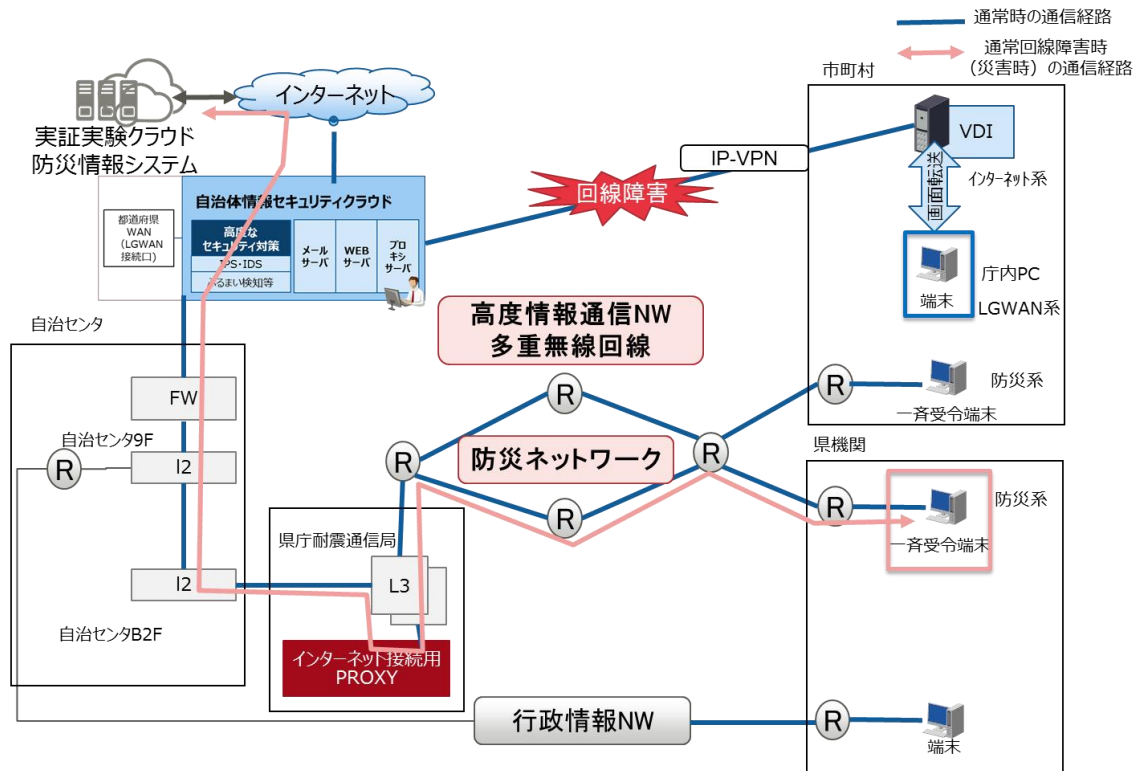 通常時の通信経路
通常回線障害時
(災害時)の通信経路
市町村
インターネット
実証実験クラウド
防災情報システム
VDI
IP-VPN
画面転送
インターネット系
回線障害
自治体情報セキュリティクラウド
都道府県
WAN
(LGWAN
接続口)
高度な
セキュリティ対策
IPS・IDS
ふるまい検知等
メール
サーバ
WEB
サーバ
プロ
キシ
サーバ
庁内PC
端末
LGWAN系
自治センタ
高度情報通信NW
多重無線回線
FW
R
R
防災系
一斉受令端末
自治センタ9F
R
I2
R
防災ネットワーク
R
県機関
R
R
防災系
一斉受令端末
県庁耐震通信局
I2
L3
自治センタB2F
インターネット接続用
PROXY
行政情報NW
R
端末